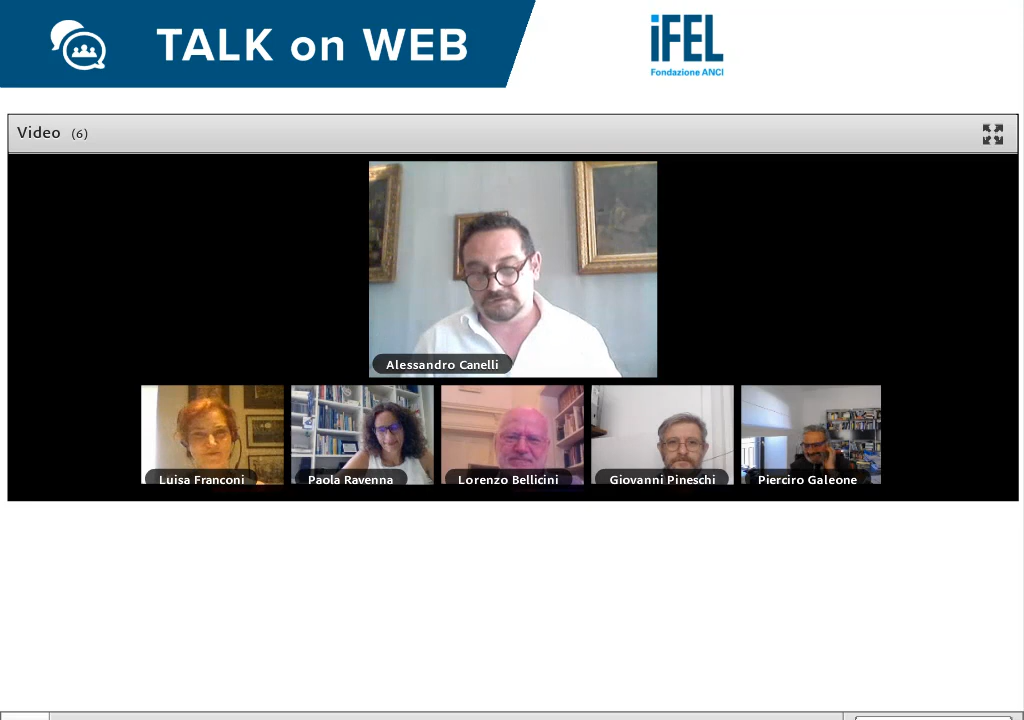 TALK on WEB
iFEL
Fondazione ANCI
Video (6)
Alessandro Canelli
Luisa Franconi
Paola Ravenna
Lorenzo Bellicini
Giovanni Pineschi
Pierciro Galeone